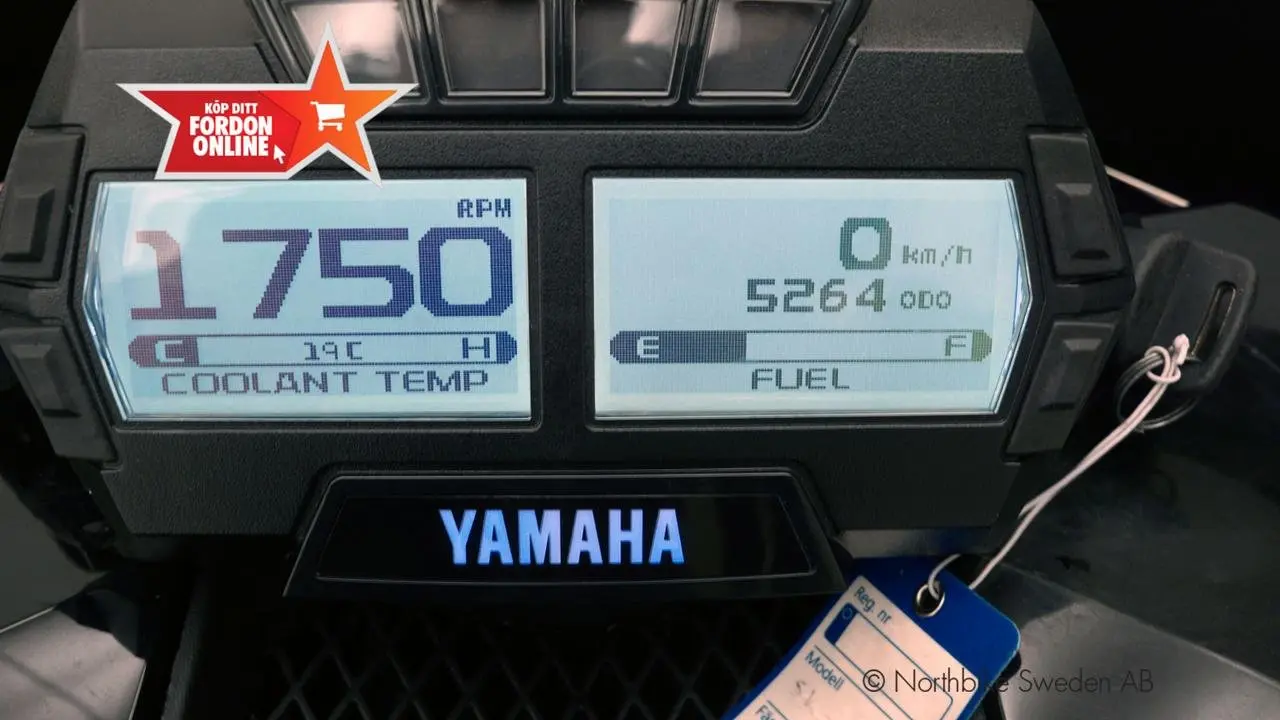 KÖP DITT
FORDON
ONLINE
RPM
1750
C 19C H
COOLANT TEMP
0 km/h
5264 ODO
E F
FUEL
YAMAHA
Reg. nr
Modell
© Northbike Sweden AB